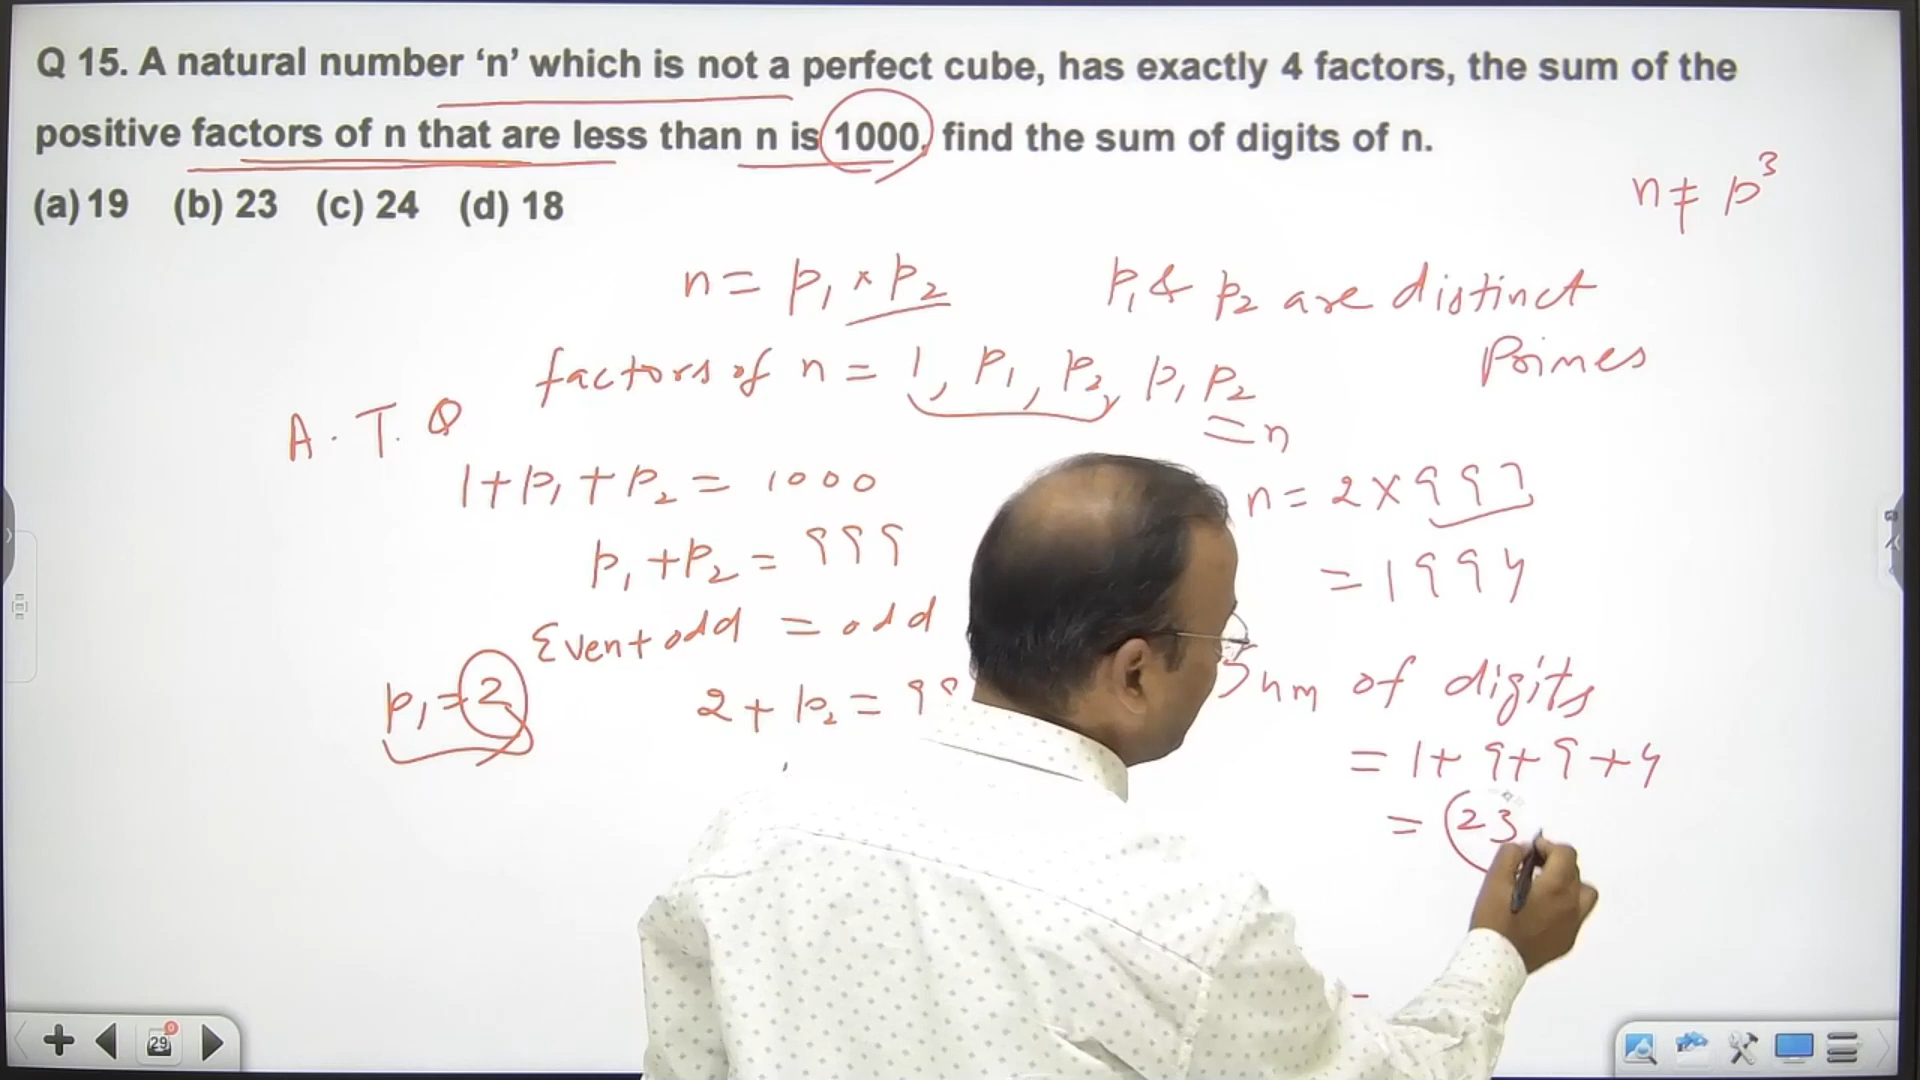 Q 15. A natural number ‘n’ which is not a perfect cube, has exactly 4 factors, the sum of the
positive factors of n that are less than n is 1000, find the sum of digits of n.
(a) 19 (b) 23 (c) 24 (d) 18
n ≠ p³
n = p₁ × p₂ p₁ & p₂ are distinct
Primes
factors of n = 1, p₁, p₂, p₁ p₂
= n
A. T. Q
1 + p₁ + p₂ = 1000
p₁ + p₂ = 999
Even + odd = odd
p₁ = 2
2 + p₂ = 99
n = 2 × 997
= 1994
Sum of digits
= 1 + 9 + 9 + 4
= 23
29